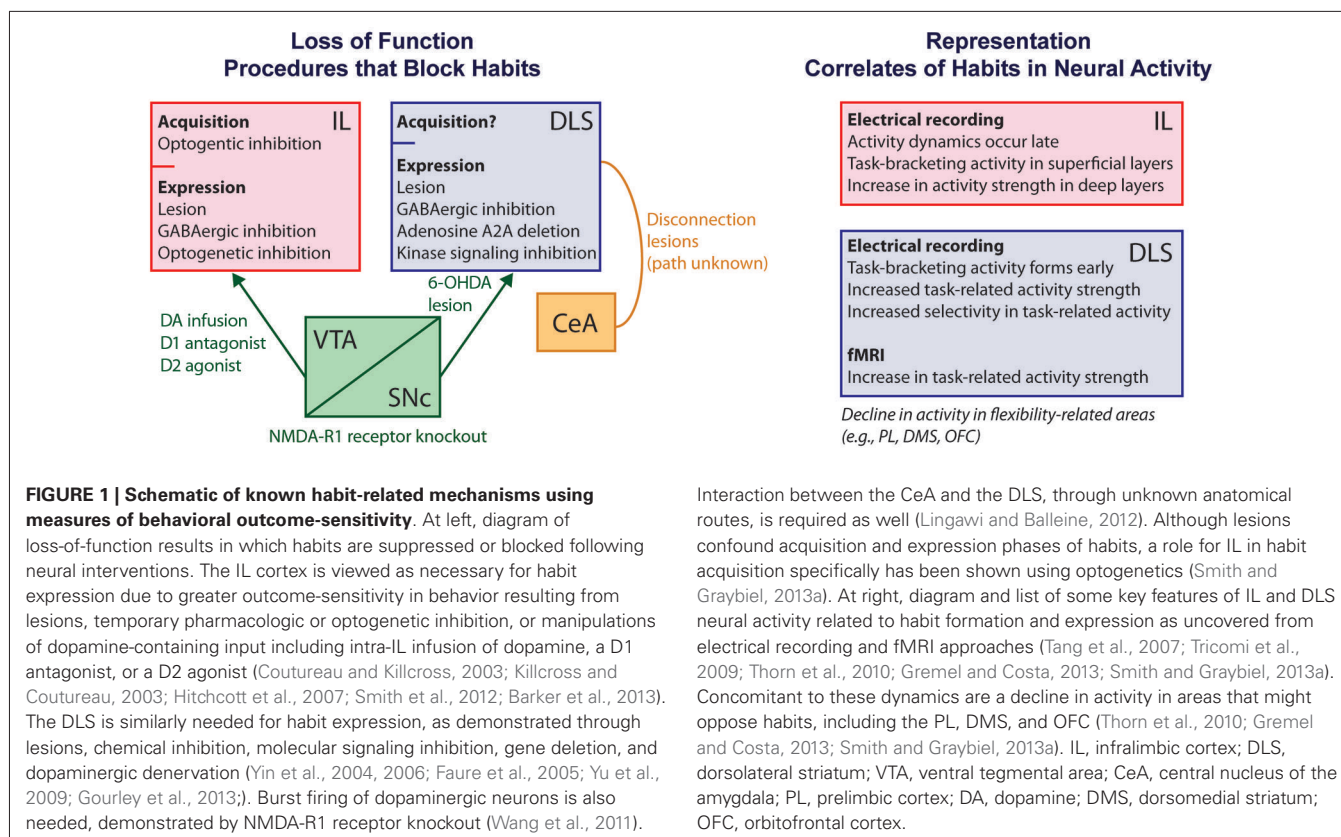 Loss of Function
Procedures that Block Habits
Acquisition
IL
Optogentic inhibition
Expression
Lesion
GABAergic inhibition
Optogenetic inhibition
Acquisition?
DLS
Expression
Lesion
GABAergic inhibition
Adenosine A2A deletion
Kinase signaling inhibition
Disconnection
lesions
(path unknown)
6-OHDA
lesion
DA infusion
D1 antagonist
D2 agonist
VTA
SNc
CeA
NMDA-R1 receptor knockout
Representation
Correlates of Habits in Neural Activity
Electrical recording
IL
Activity dynamics occur late
Task-bracketing activity in superficial layers
Increase in activity strength in deep layers
Electrical recording
DLS
Task-bracketing activity forms early
Increased task-related activity strength
Increased selectivity in task-related activity
fMRI
Increase in task-related activity strength
Decline in activity in flexibility-related areas
(e.g., PL, DMS, OFC)
FIGURE 1 | Schematic of known habit-related mechanisms using
measures of behavioral outcome-sensitivity. At left, diagram of
loss-of-function results in which habits are suppressed or blocked following
neural interventions. The IL cortex is viewed as necessary for habit
expression due to greater outcome-sensitivity in behavior resulting from
lesions, temporary pharmacologic or optogenetic inhibition, or manipulations
of dopamine-containing input including intra-IL infusion of dopamine, a D1
antagonist, or a D2 agonist (Coutureau and Killcross, 2003; Killcross and
Coutureau, 2003; Hitchcott et al., 2007; Smith et al., 2012; Barker et al., 2013).
The DLS is similarly needed for habit expression, as demonstrated through
lesions, chemical inhibition, molecular signaling inhibition, gene deletion, and
dopaminergic denervation (Yin et al., 2004, 2006; Faure et al., 2005; Yu et al.,
2009; Gourley et al., 2013;). Burst firing of dopaminergic neurons is also
needed, demonstrated by NMDA-R1 receptor knockout (Wang et al., 2011).
Interaction between the CeA and the DLS, through unknown anatomical
routes, is required as well (Lingawi and Balleine, 2012). Although lesions
confound acquisition and expression phases of habits, a role for IL in habit
acquisition specifically has been shown using optogenetics (Smith and
Graybiel, 2013a). At right, diagram and list of some key features of IL and DLS
neural activity related to habit formation and expression as uncovered from
electrical recording and fMRI approaches (Tang et al., 2007; Tricomi et al.,
2009; Thorn et al., 2010; Gremel and Costa, 2013; Smith and Graybiel, 2013a).
Concomitant to these dynamics are a decline in activity in areas that might
oppose habits, including the PL, DMS, and OFC (Thorn et al., 2010; Gremel
and Costa, 2013; Smith and Graybiel, 2013a). IL, infralimbic cortex; DLS,
dorsolateral striatum; VTA, ventral tegmental area; CeA, central nucleus of the
amygdala; PL, prelimbic cortex; DA, dopamine; DMS, dorsomedial striatum;
OFC, orbitofrontal cortex.